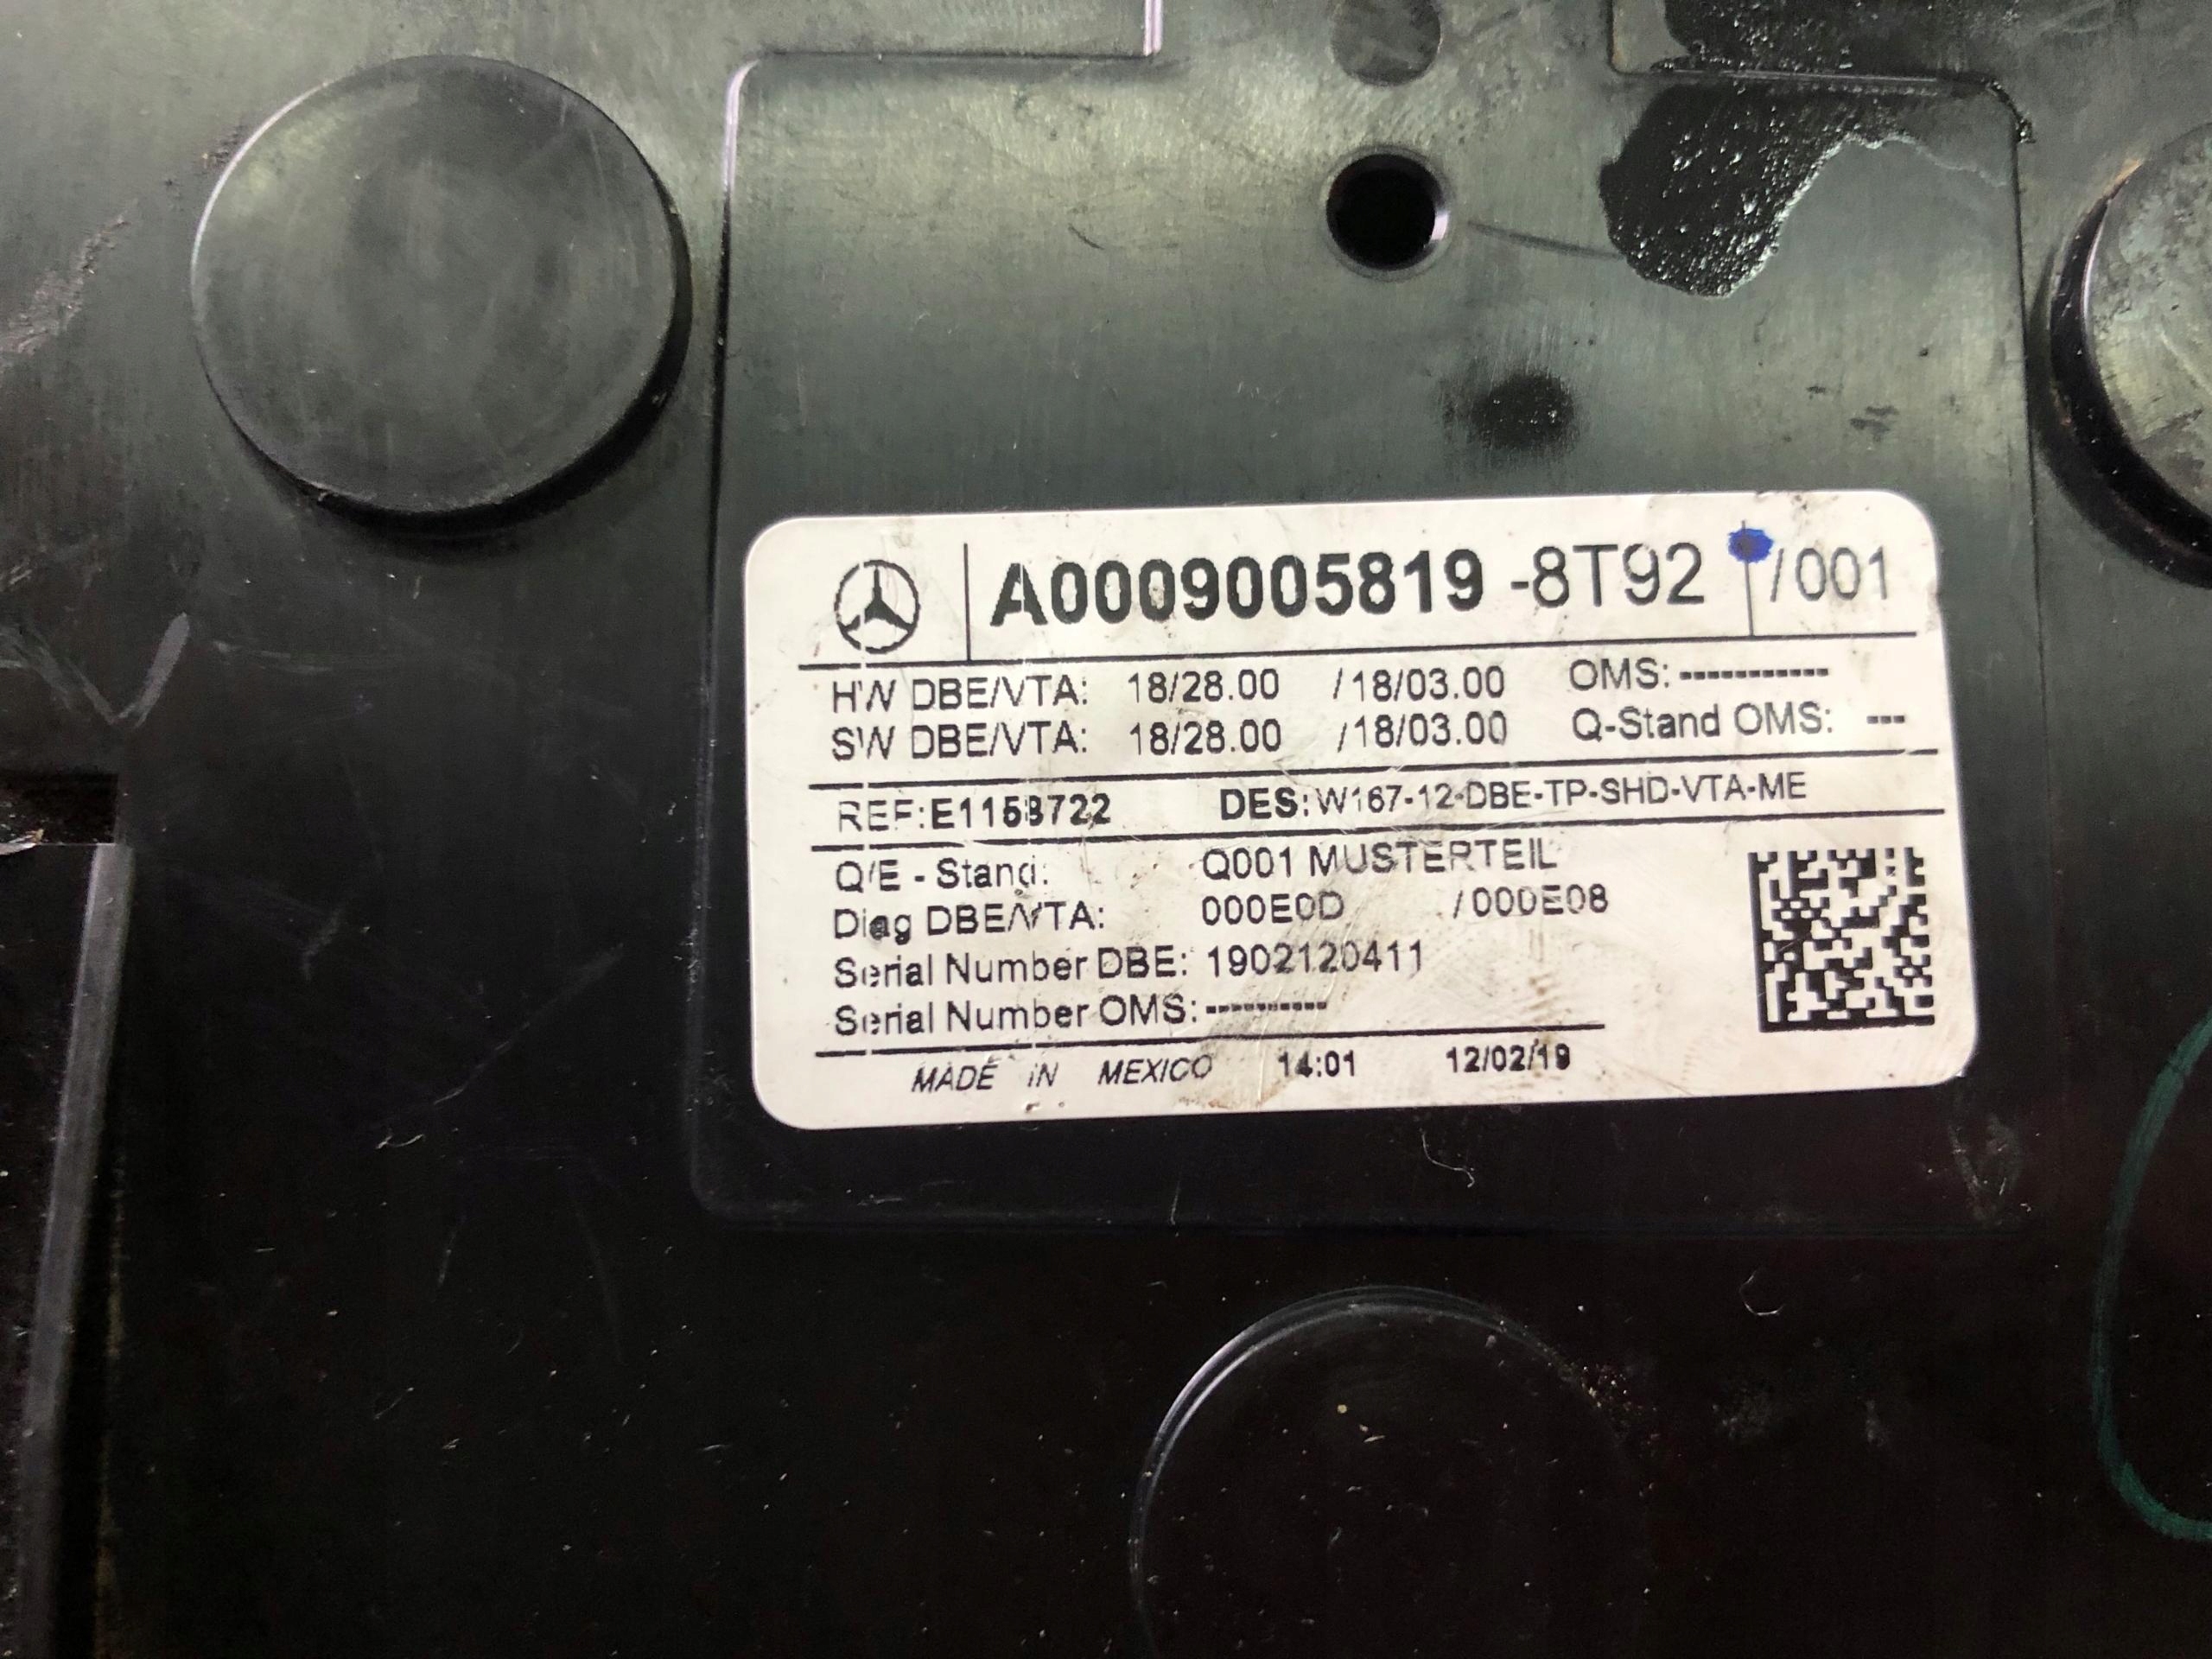 A0009005819 -8T92 /001
HW DBE/VTA: 18/28.00 /18/03.00 OMS: -----------
SW DBE/VTA: 18/28.00 /18/03.00 Q-Stand OMS: ---
REF:E1158722 DES:W167-12-DBE-TP-SHD-VTA-ME
Q/E - Stand: Q001 MUSTERTEIL
Diag DBE/VTA: 000E0D /000E08
Serial Number DBE: 1902120411
Serial Number OMS: ----------
MADE IN MEXICO 14:01 12/02/19